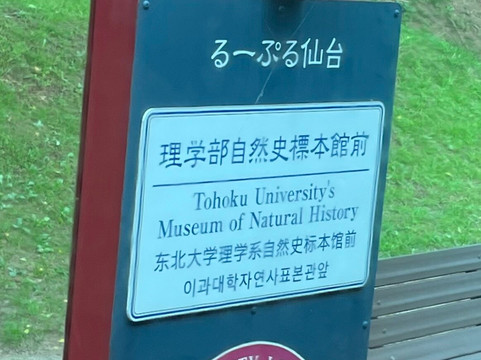 るーぷる仙台
理学部自然史標本館前
Tohoku University's
Museum of Natural History
东北大学理学系自然史标本馆前
이과대학자연사표본관앞